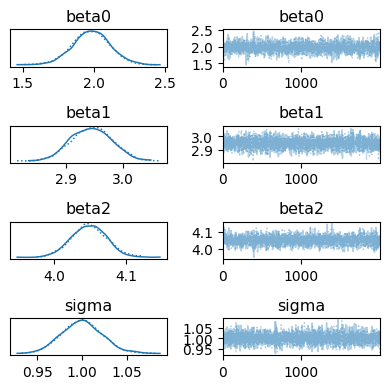 beta0 beta0
2.5
2.0
1.5
1.5 2.0 2.5 0 1000
beta1 beta1
3.0
2.9
2.9 3.0 0 1000
beta2 beta2
4.1
4.0
4.0 4.1 0 1000
sigma sigma
1.05
1.00
0.95
0.95 1.00 1.05 0 1000